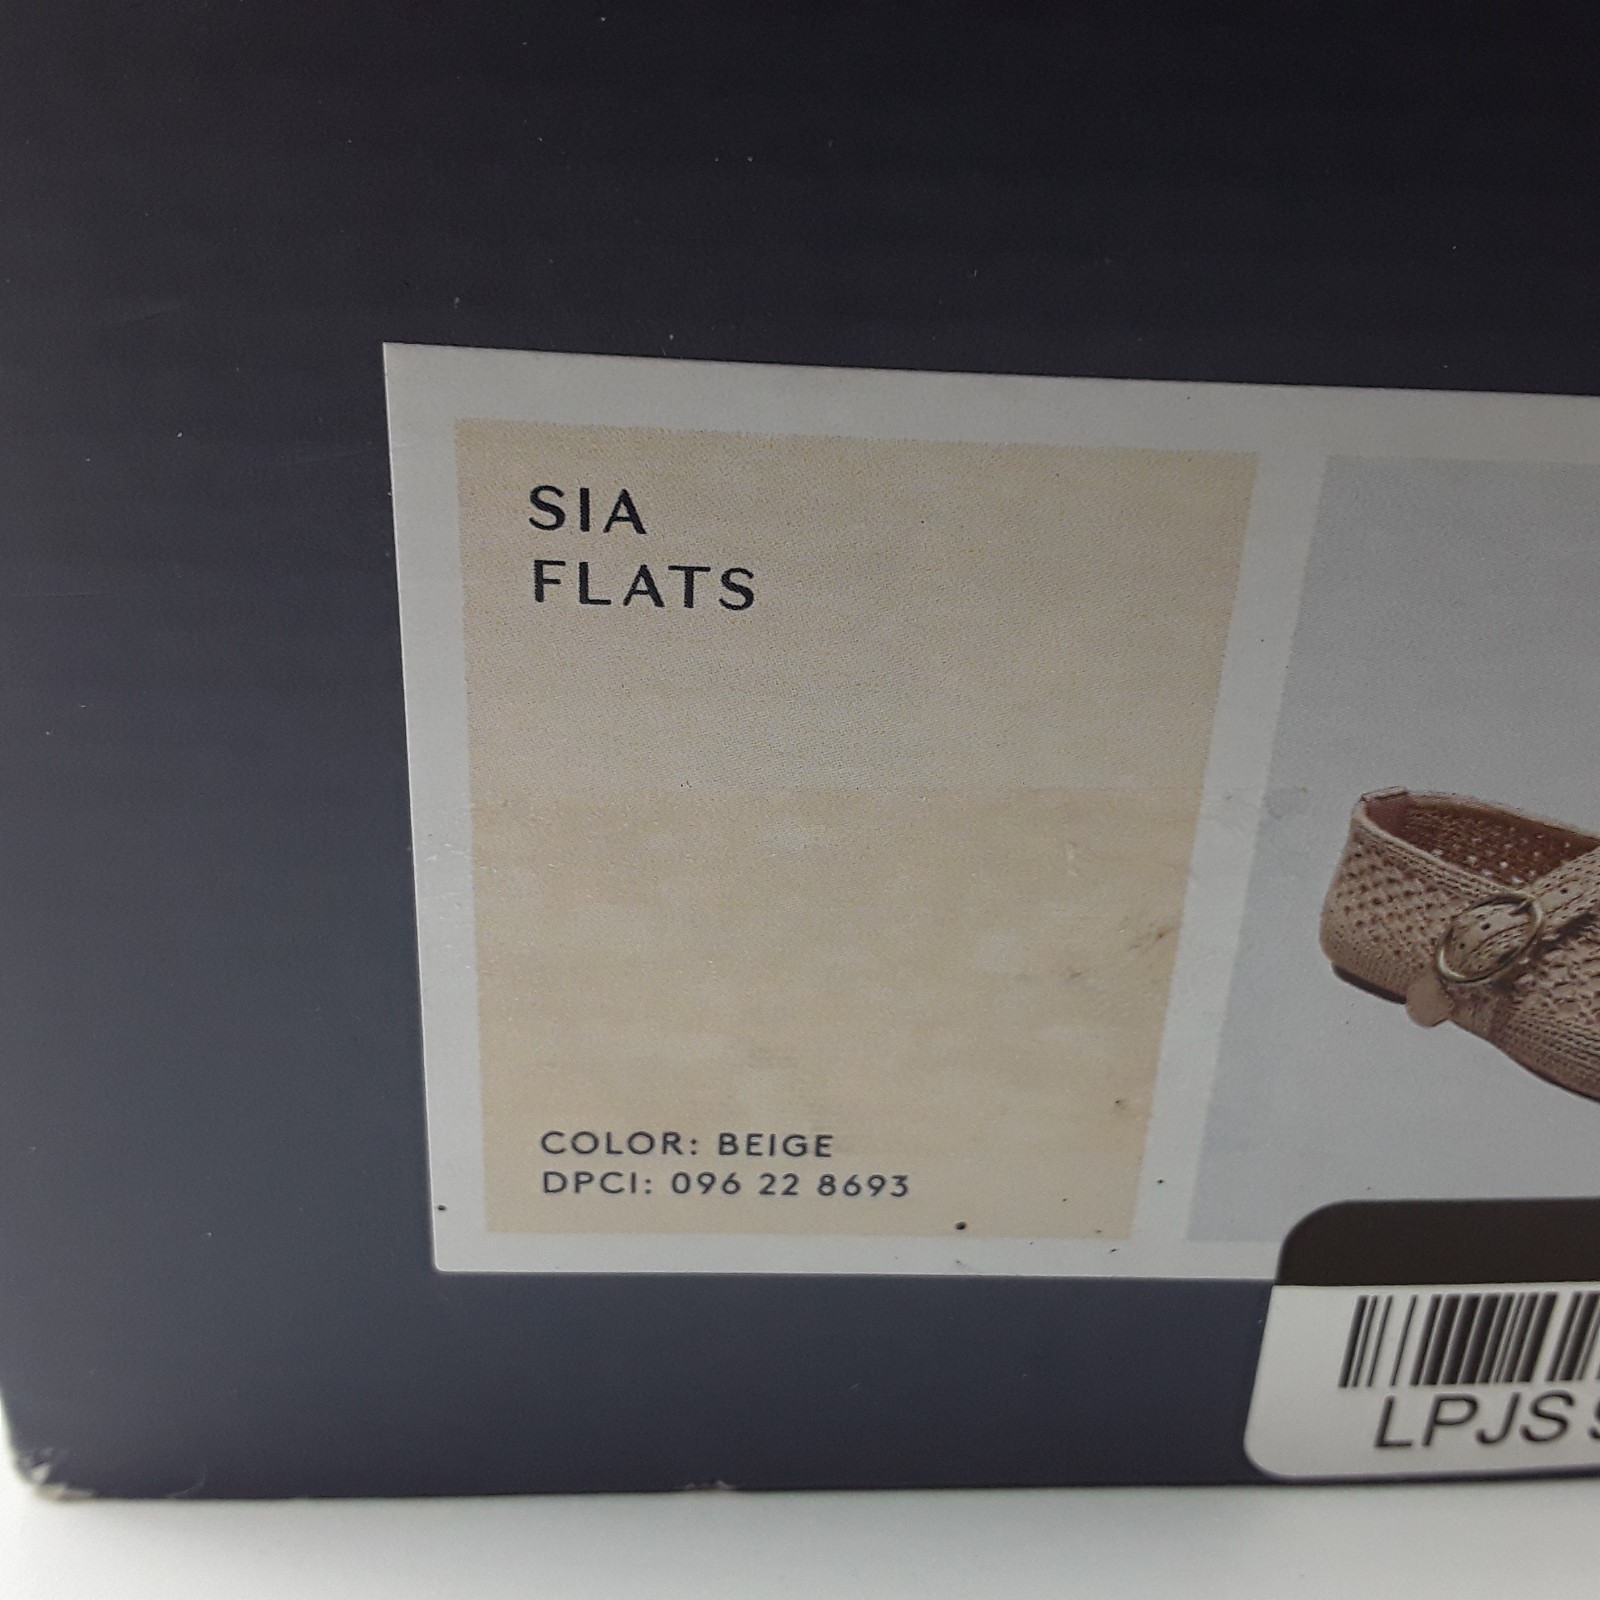 SIA
FLATS
COLOR: BEIGE
DPCI: 096 22 8693
LPJS